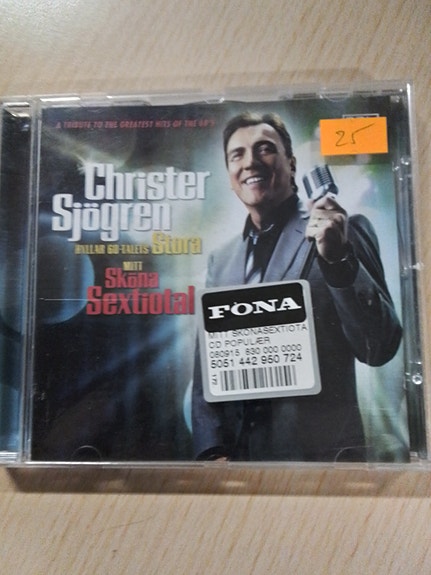 A TRIBUTE TO THE GREATEST HITS OF THE 60'S
25
Christer
Sjögren
HYLLAR 60-TALETS Stora
MITT
Sköna
Sextiotal
FONA
MITT SKONASEXTIOTA
CD POPULÆR
080915 830 000 0000
5051 442 950 724